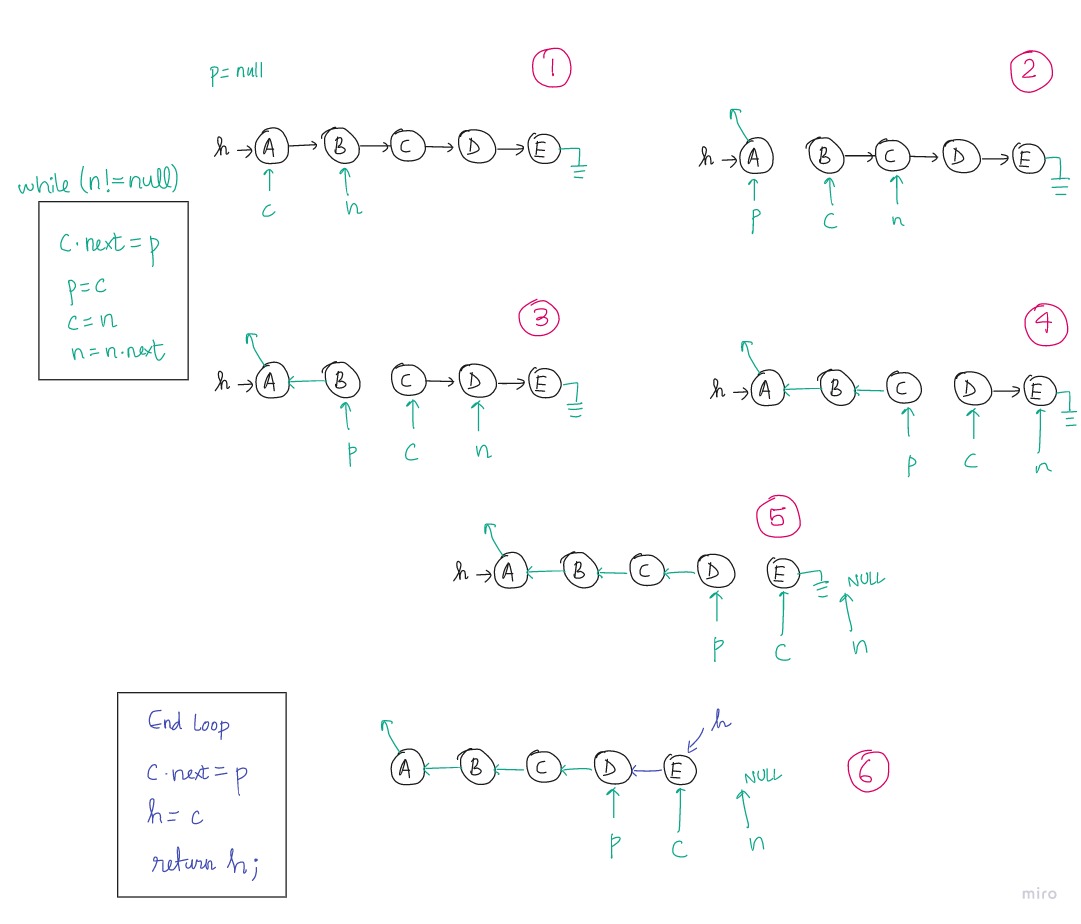 p= null
1
2
h A B C D E
h A B C D E
while (n!=null)
c n
p c n
c.next = p
p=c
c=n
n=n.next
3
4
h A B C D E
h A B C D E
p c n
p c n
5
h A B C D E
NULL
p c n
End Loop
c.next=p
h= c
return h;
h
A B C D E
NULL
6
p c n
miro